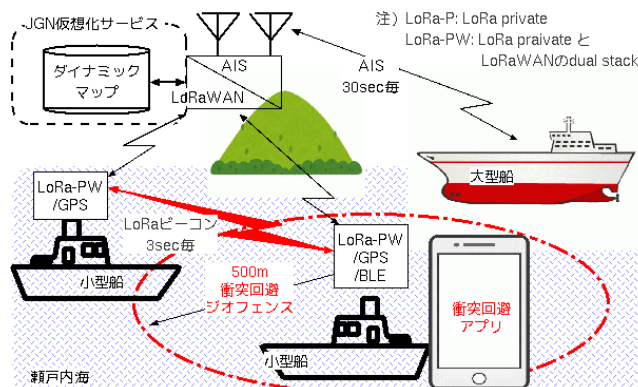 JGN仮想化サービス
ダイナミック
マップ
AIS
LoRaWAN
注) LoRa-P: LoRa private
LoRa-PW: LoRa praivate と
LoRaWANのdual stack
AIS
30sec毎
大型船
LoRa-PW
/GPS
LoRaビーコン
3sec毎
小型船
LoRa-PW
/GPS
/BLE
500m
衝突回避
ジオフェンス
衝突回避
アプリ
小型船
瀬戸内海